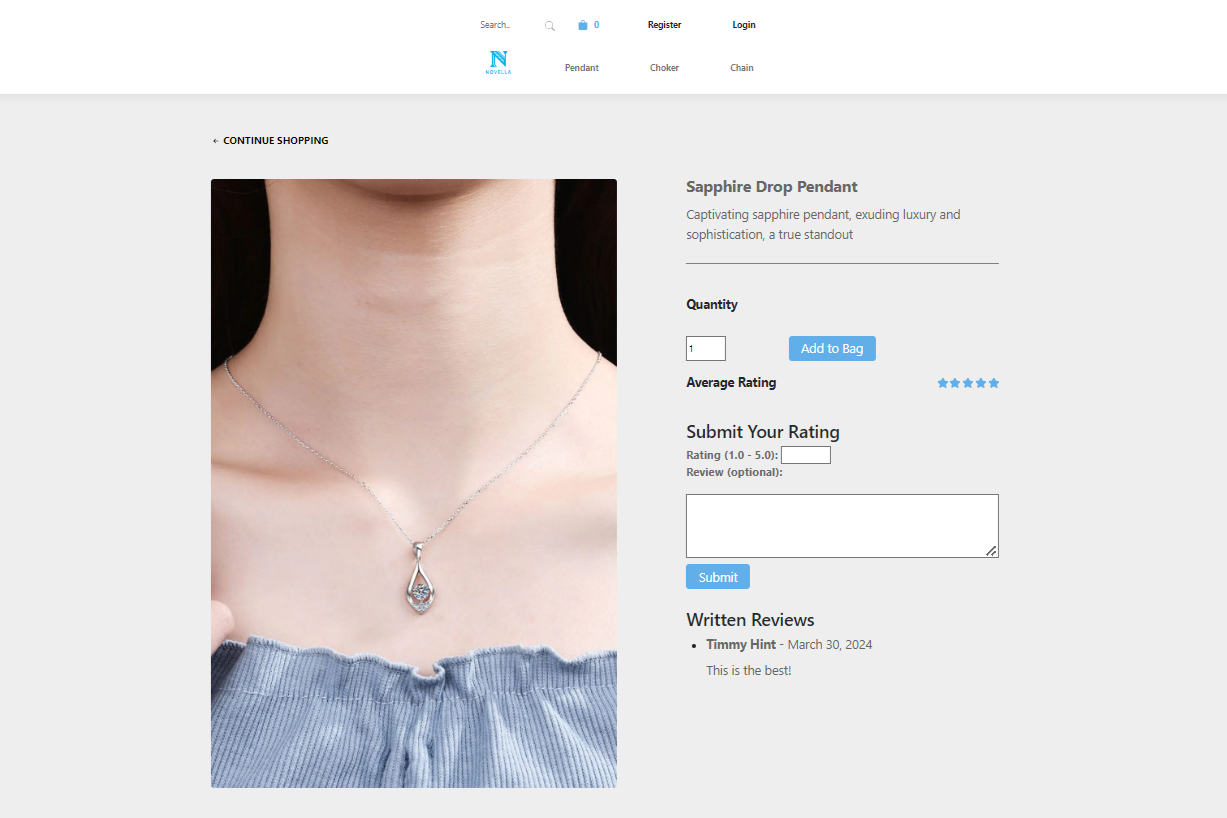 Search..
0
Register
Login
N
NOVELLA
Pendant
Choker
Chain
← CONTINUE SHOPPING
Sapphire Drop Pendant
Captivating sapphire pendant, exuding luxury and
sophistication, a true standout
Quantity
1
Add to Bag
Average Rating
Submit Your Rating
Rating (1.0 - 5.0):
Review (optional):
Submit
Written Reviews
• Timmy Hint - March 30, 2024
This is the best!